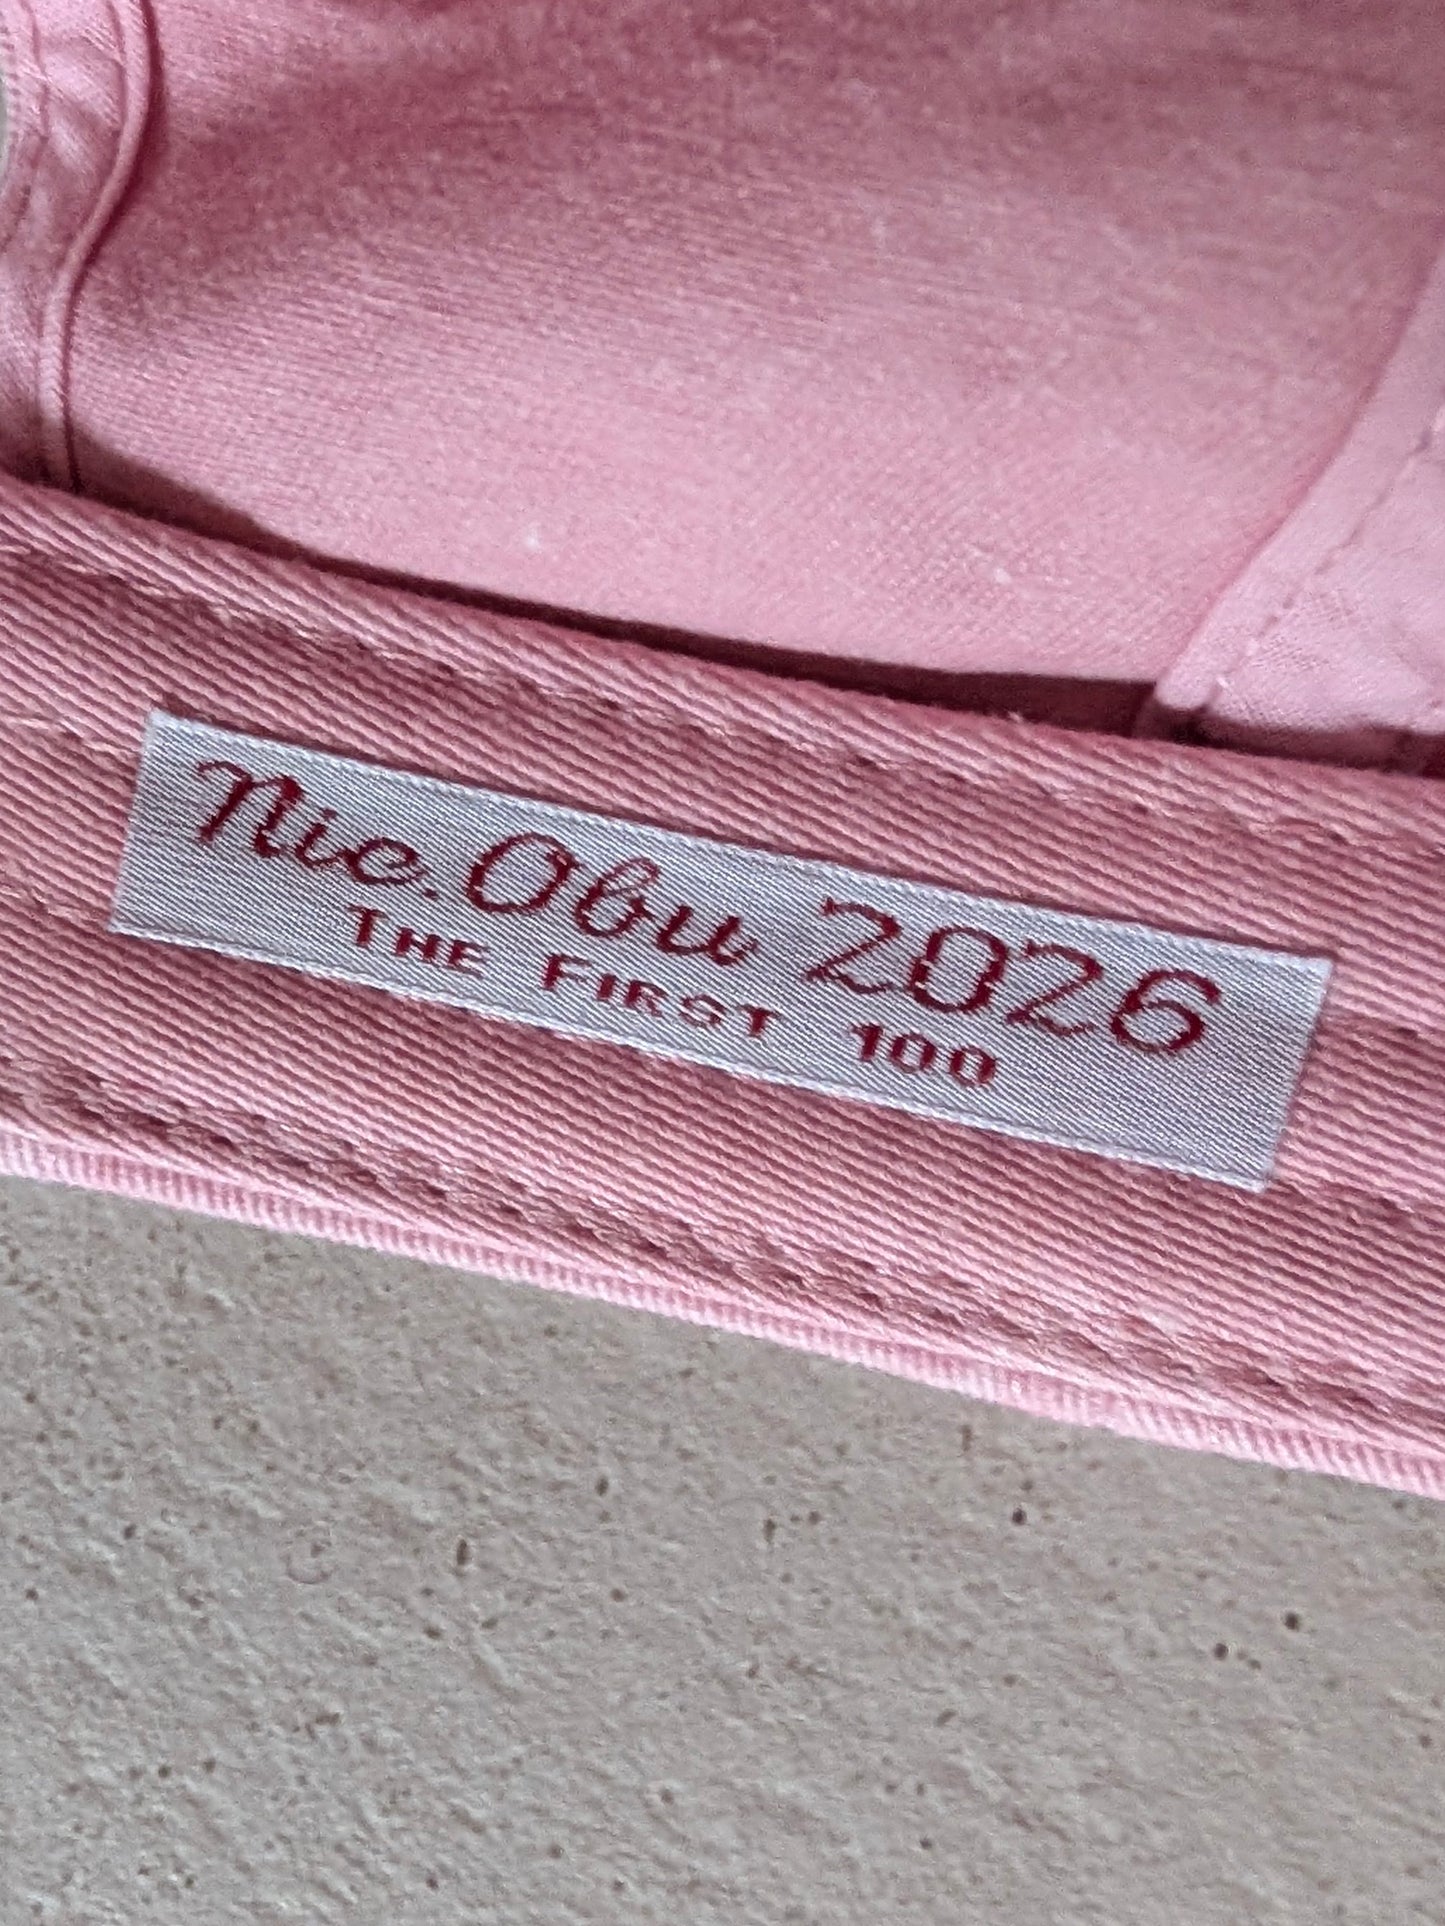 Nic.Obu 2026
THE FIRST 100